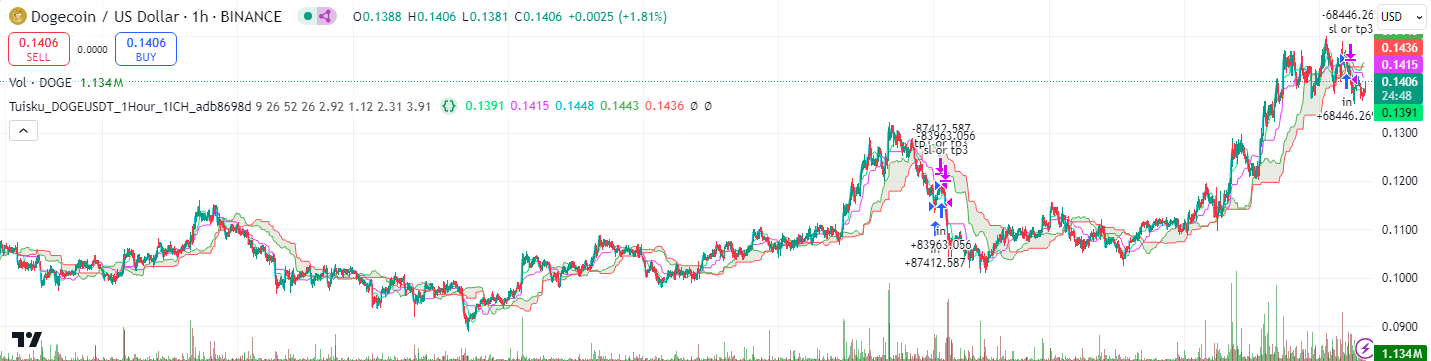 Dogecoin / US Dollar · 1h · BINANCE O0.1388 H0.1406 L0.1381 C0.1406 +0.0025 (+1.81%)
0.1406
SELL
0.0000
0.1406
BUY
Vol · DOGE 1.134M
Tuisku_DOGEUSDT_1Hour_1ICH_adb8698d 9 26 52 26 2.92 1.12 2.31 3.91 0.1391 0.1415 0.1448 0.1443 0.1436 Ø Ø
-68446.26
sl or tp3
in
+68446.269
-87412.587
-83963.056
sl or tp3
in
+83963.056
+87412.587
USD
0.1436
0.1415
0.1406
24:48
0.1391
0.1300
0.1200
0.1100
0.1000
0.0900
1.134M